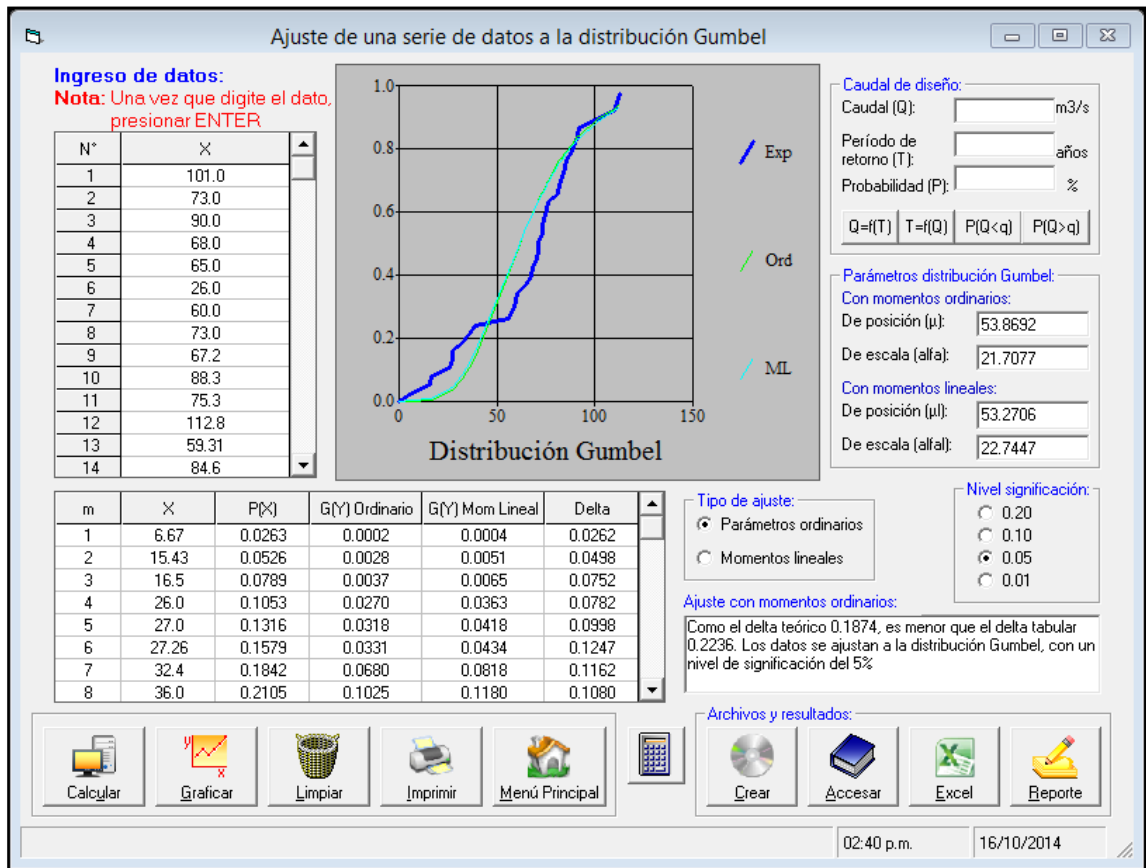 Ajuste de una serie de datos a la distribución Gumbel
Ingreso de datos:
Nota: Una vez que digite el dato,
presionar ENTER
N° X
1 101.0
2 73.0
3 90.0
4 68.0
5 65.0
6 26.0
7 60.0
8 73.0
9 67.2
10 88.3
11 75.3
12 112.8
13 59.31
14 84.6
1.0
0.8
0.6
0.4
0.2
0.0
0 50 100 150
Exp
Ord
ML
Distribución Gumbel
Caudal de diseño:
Caudal (Q): m3/s
Período de
retorno (T): años
Probabilidad (P): %
Q=f(T) T=f(Q) P(Q<q) P(Q>q)
Parámetros distribución Gumbel:
Con momentos ordinarios:
De posición (µ): 53.8692
De escala (alfa): 21.7077
Con momentos lineales:
De posición (µl): 53.2706
De escala (alfal): 22.7447
m X P(X) G(Y) Ordinario G(Y) Mom Lineal Delta
1 6.67 0.0263 0.0002 0.0004 0.0262
2 15.43 0.0526 0.0028 0.0051 0.0498
3 16.5 0.0789 0.0037 0.0065 0.0752
4 26.0 0.1053 0.0270 0.0363 0.0782
5 27.0 0.1316 0.0318 0.0418 0.0998
6 27.26 0.1579 0.0331 0.0434 0.1247
7 32.4 0.1842 0.0680 0.0818 0.1162
8 36.0 0.2105 0.1025 0.1180 0.1080
Tipo de ajuste:
Parámetros ordinarios
Momentos lineales
Nivel significación:
0.20
0.10
0.05
0.01
Ajuste con momentos ordinarios:
Como el delta teórico 0.1874, es menor que el delta tabular
0.2236. Los datos se ajustan a la distribución Gumbel, con un
nivel de significación del 5%
Calcular Graficar Limpiar Imprimir Menú Principal
Archivos y resultados:
Crear Accesar Excel Reporte
02:40 p.m. 16/10/2014